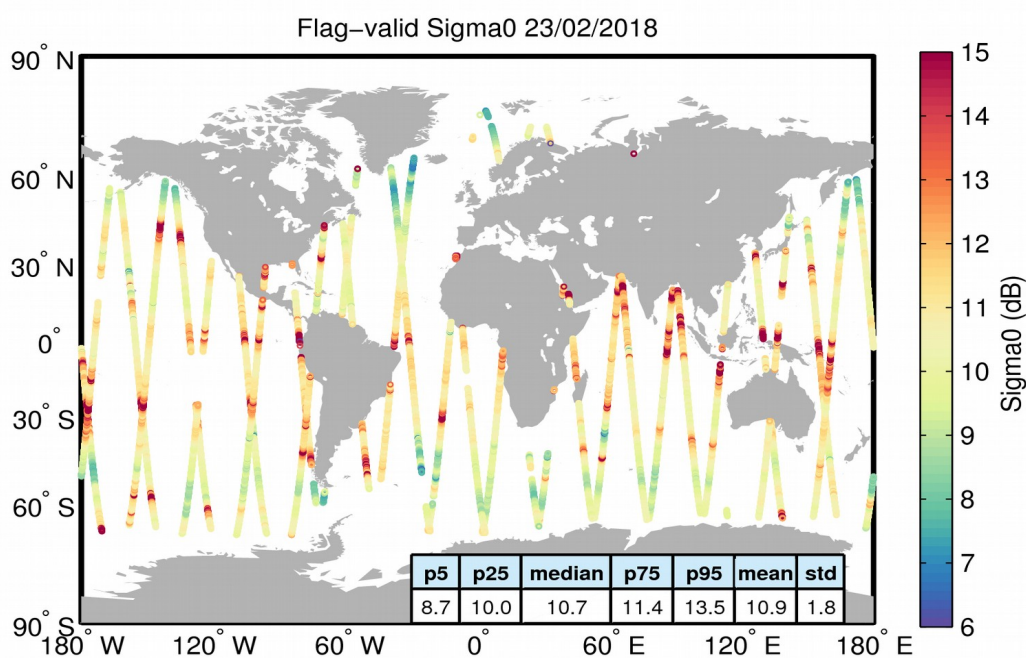 Flag-valid Sigma0 23/02/2018
90° N
60° N
30° N
0°
30° S
60° S
90° S
180° W
120° W
60° W
0°
60° E
120° E
180° E
p5 p25 median p75 p95 mean std
8.7 10.0 10.7 11.4 13.5 10.9 1.8
15
14
13
12
11
10
9
8
7
6
Sigma0 (dB)